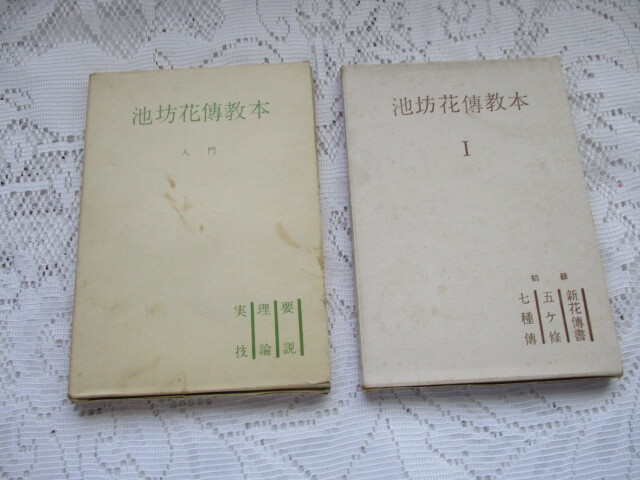 池坊花傳教本
入門
要説
理論
実技
池坊花傳教本
I
新花傳書
五ケ條
七種傳